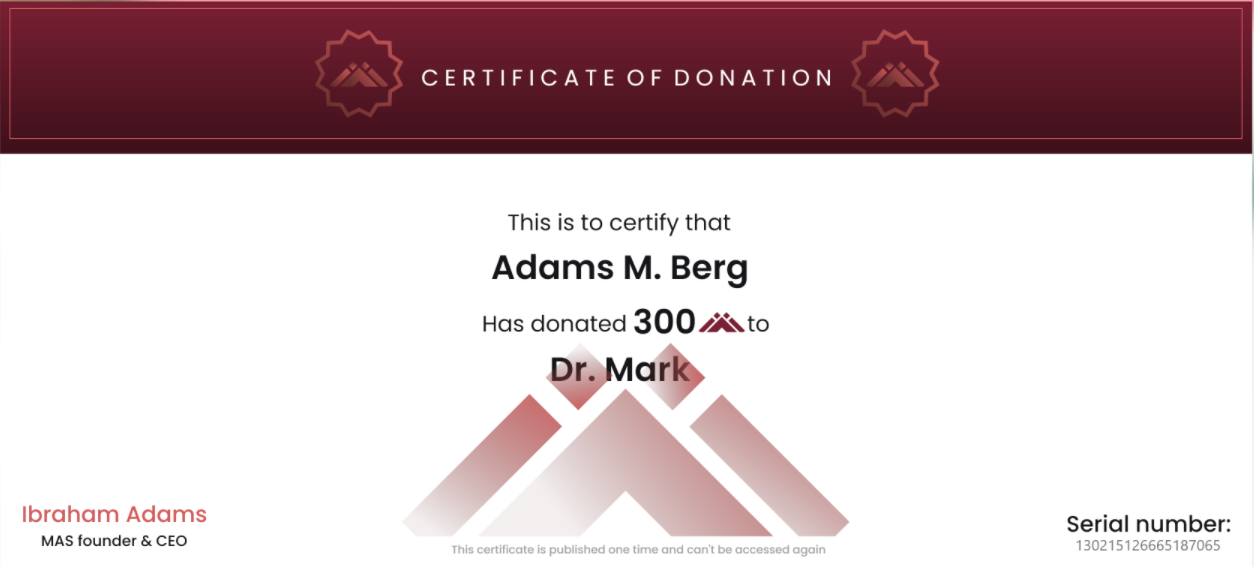 CERTIFICATE OF DONATION
This is to certify that
Adams M. Berg
Has donated 300 to
Dr. Mark
Ibraham Adams
MAS founder & CEO
This certificate is published one time and can't be accessed again
Serial number:
130215126665187065